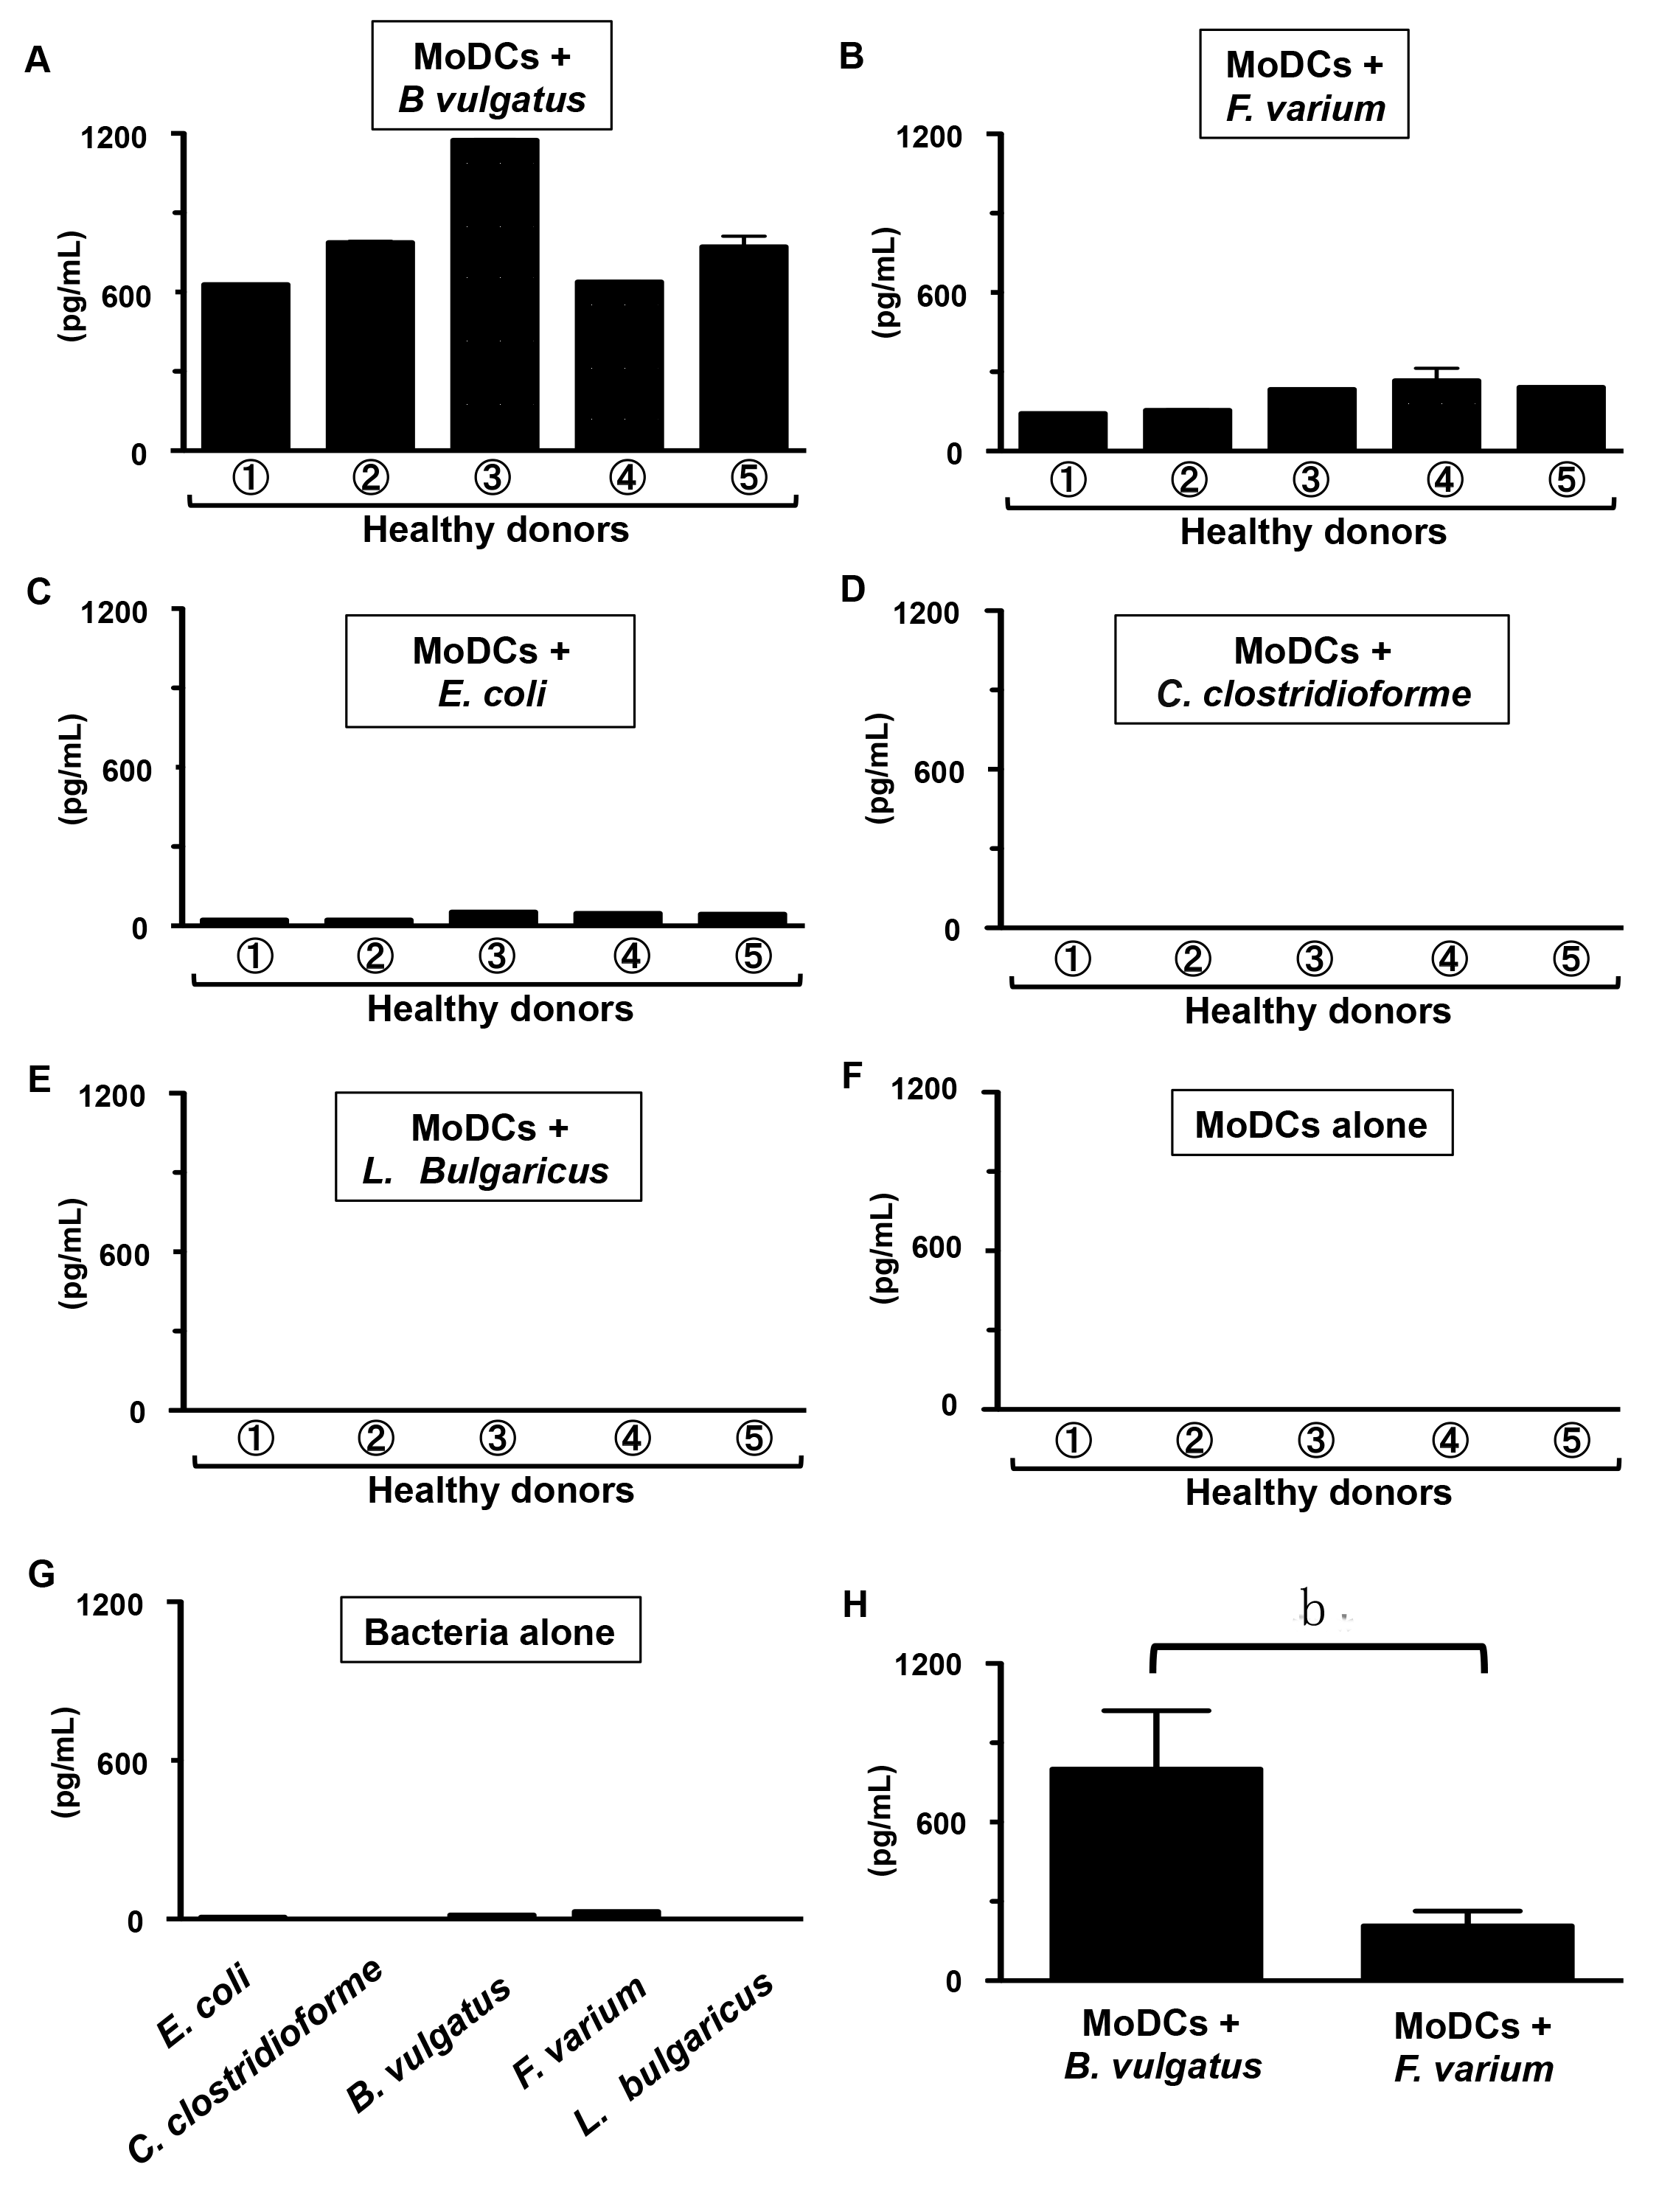 A
MoDCs +
B vulgatus
1200
600
0
(pg/mL)
① ② ③ ④ ⑤
Healthy donors
B
MoDCs +
F. varium
1200
600
0
(pg/mL)
① ② ③ ④ ⑤
Healthy donors
C
MoDCs +
E. coli
1200
600
0
(pg/mL)
① ② ③ ④ ⑤
Healthy donors
D
MoDCs +
C. clostridioforme
1200
600
0
(pg/mL)
① ② ③ ④ ⑤
Healthy donors
E
MoDCs +
L. Bulgaricus
1200
600
0
(pg/mL)
① ② ③ ④ ⑤
Healthy donors
F
MoDCs alone
1200
600
0
(pg/mL)
① ② ③ ④ ⑤
Healthy donors
G
Bacteria alone
1200
600
0
(pg/mL)
E. coli
C. clostridioforme
B. vulgatus
F. varium
L. bulgaricus
H
b
1200
600
0
(pg/mL)
MoDCs +
B. vulgatus
MoDCs +
F. varium